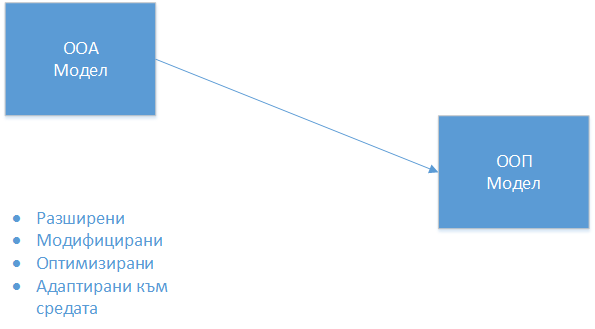 ООА
Модел
ООП
Модел
● Разширени
● Модифицирани
● Оптимизирани
● Адаптирани към
средата